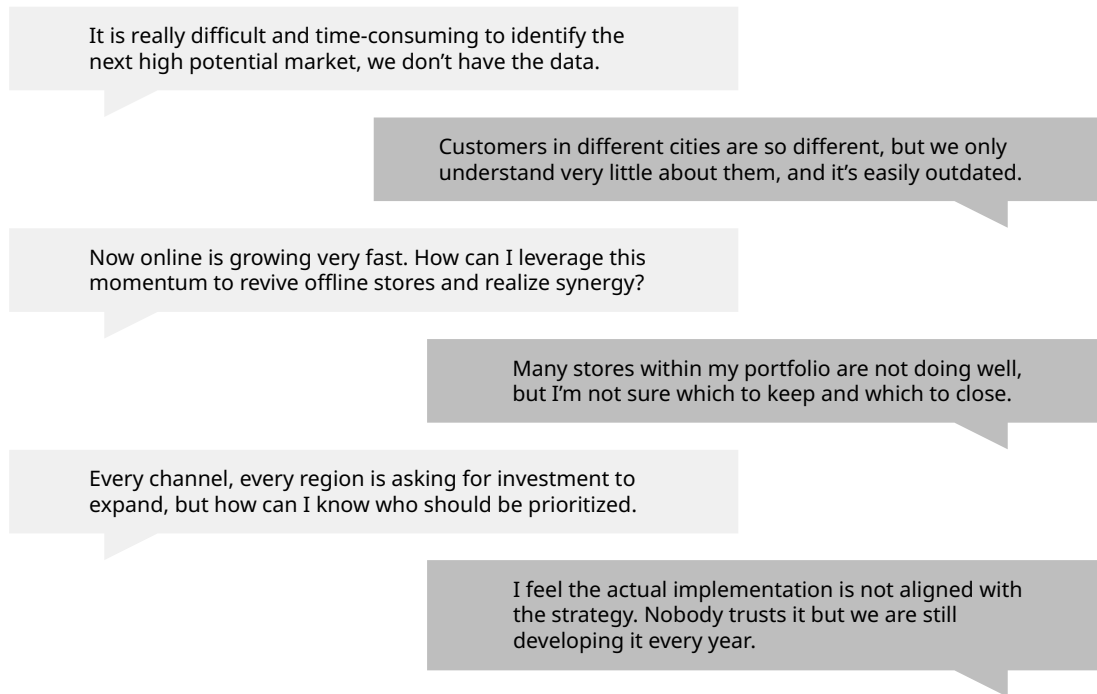 It is really difficult and time-consuming to identify the
next high potential market, we don’t have the data.
Customers in different cities are so different, but we only
understand very little about them, and it’s easily outdated.
Now online is growing very fast. How can I leverage this
momentum to revive offline stores and realize synergy?
Many stores within my portfolio are not doing well,
but I’m not sure which to keep and which to close.
Every channel, every region is asking for investment to
expand, but how can I know who should be prioritized.
I feel the actual implementation is not aligned with
the strategy. Nobody trusts it but we are still
developing it every year.